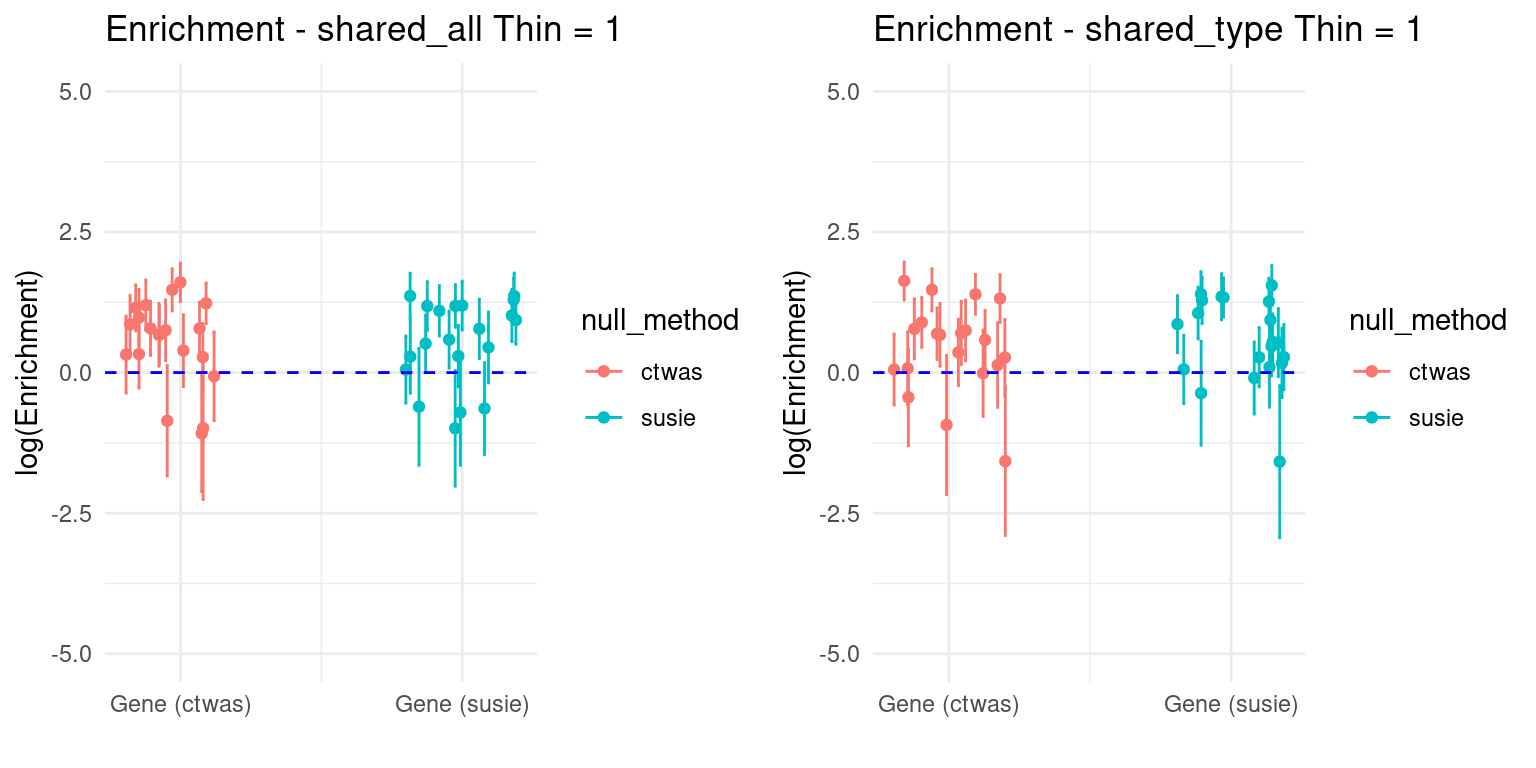 Enrichment - shared_all Thin = 1
log(Enrichment)
5.0
2.5
0.0
-2.5
-5.0
Gene (ctwas)
Gene (susie)
null_method
ctwas
susie
Enrichment - shared_type Thin = 1
log(Enrichment)
5.0
2.5
0.0
-2.5
-5.0
Gene (ctwas)
Gene (susie)
null_method
ctwas
susie